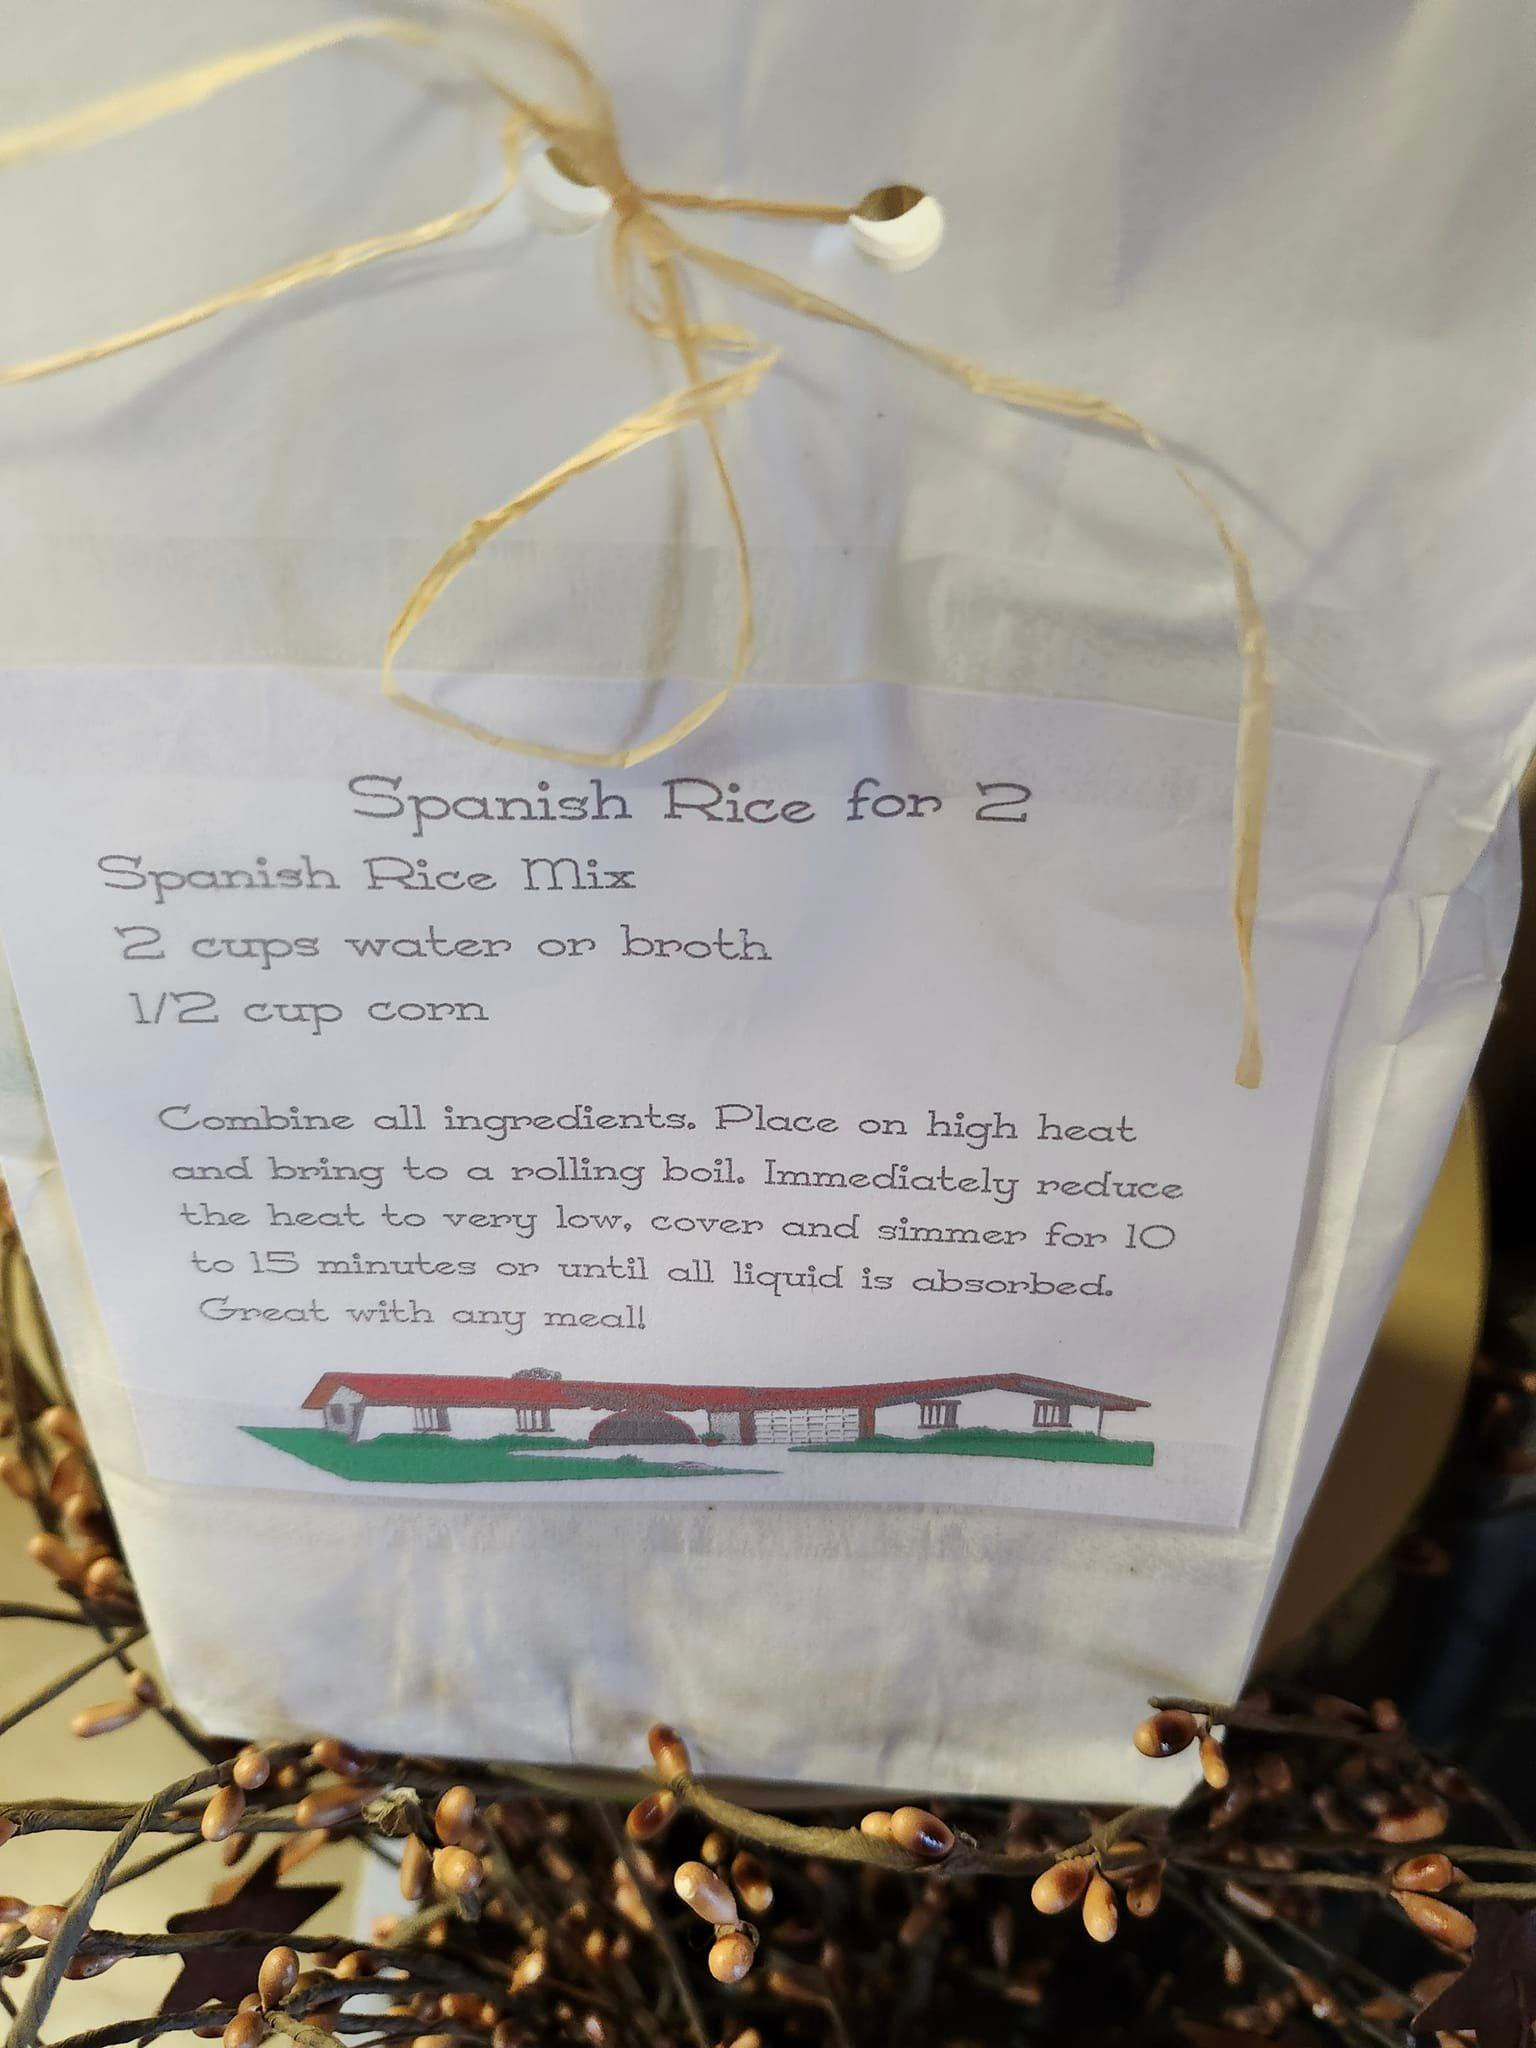 Spanish Rice for 2
Spanish Rice Mix
2 cups water or broth
1/2 cup corn
Combine all ingredients. Place on high heat
and bring to a rolling boil. Immediately reduce
the heat to very low, cover and simmer for 10
to 15 minutes or until all liquid is absorbed.
Great with any meal!